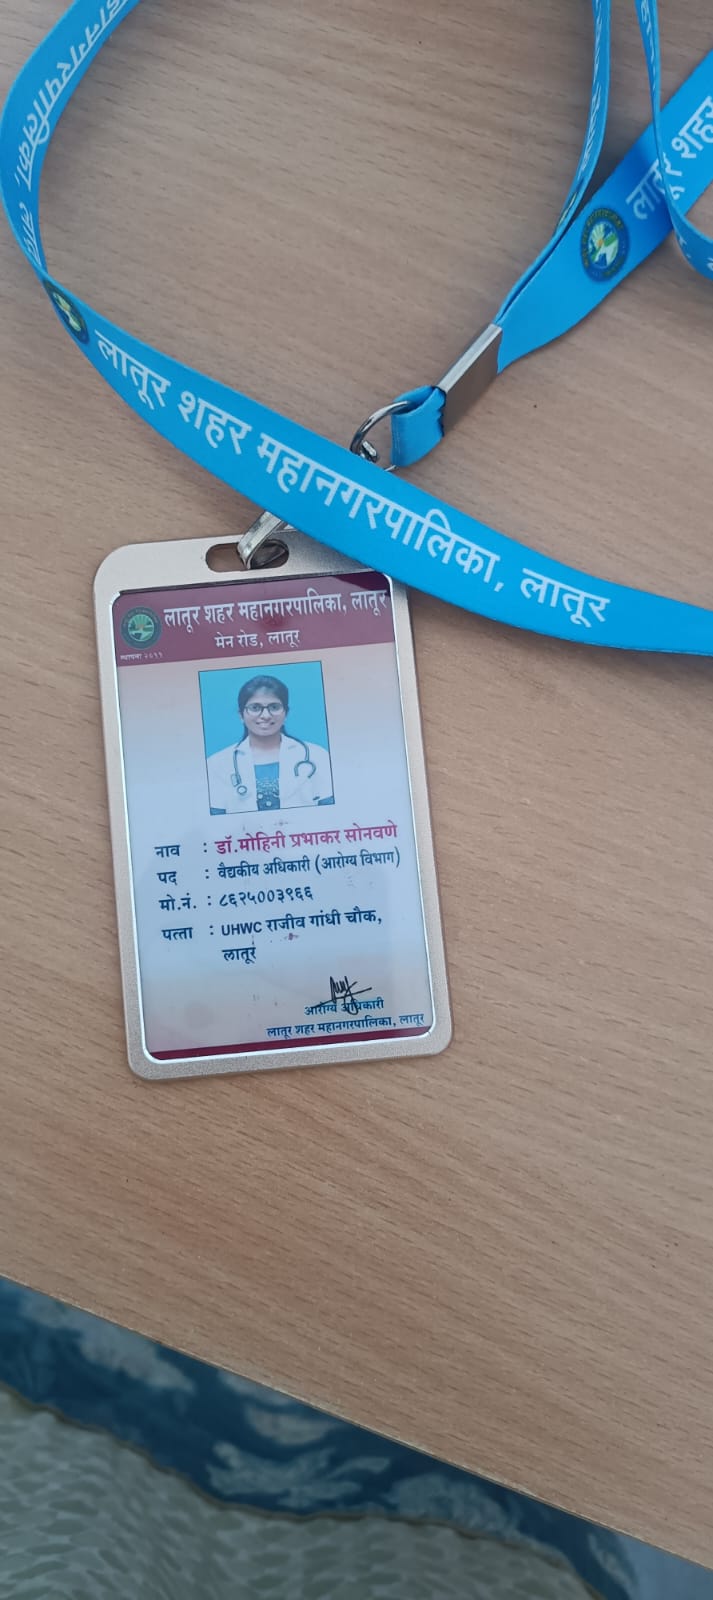 लातूर शहर महानगरपालिका, लातूर
लातूर शहर महानगरपालिका, लातूर
मेन रोड, लातूर
स्थापना २०११
नाव : डॉ.मोहिनी प्रभाकर सोनवणे
पद : वैद्यकीय अधिकारी (आरोग्य विभाग)
मो.नं. : ८६२५००३९६६
पत्ता : UHWC राजीव गांधी चौक,
लातूर
आरोग्य अधिकारी
लातूर शहर महानगरपालिका, लातूर